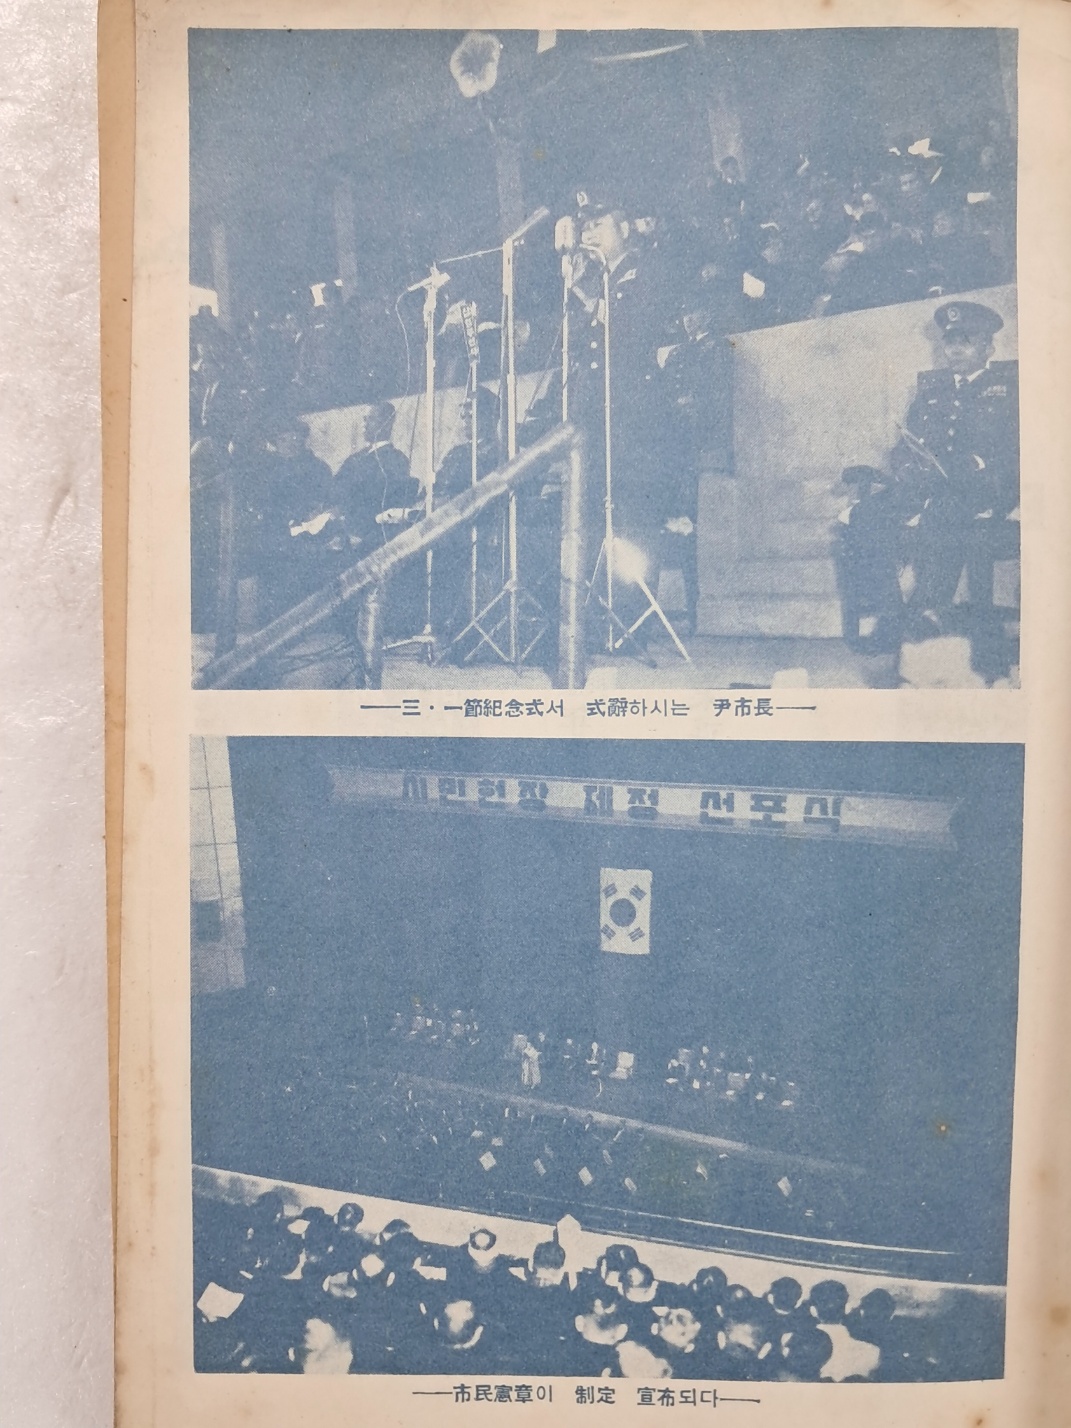 ——三·一節紀念式서 式辭하시는 尹市長——
시민헌장 제정 선포식
——市民憲章이 制定 宣布되다——